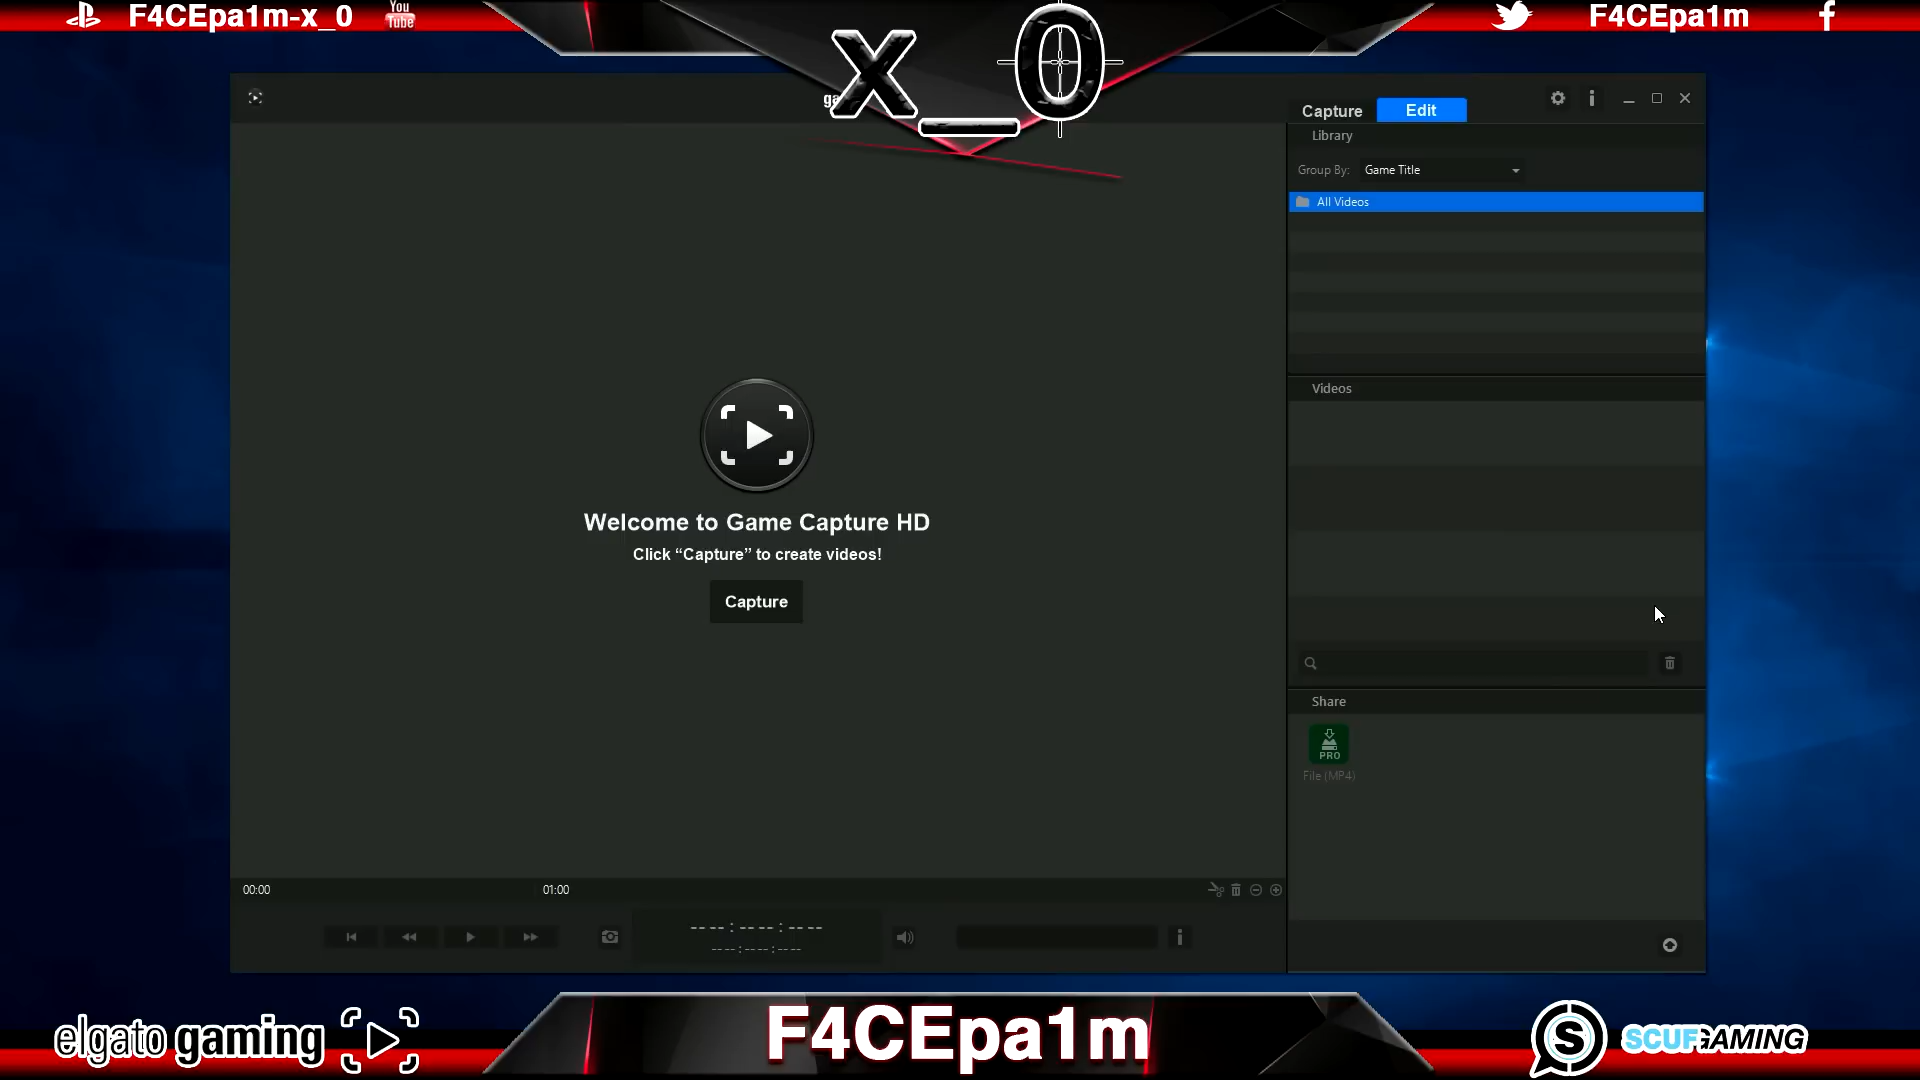 F4CEpa1m-x_0
You
Tube
x_0
F4CEpa1m
Capture
Edit
Library
Group By:
Game Title
All Videos
Welcome to Game Capture HD
Click “Capture” to create videos!
Capture
Videos
Share
PRO
File (MP4)
00:00
01:00
-- -- : -- -- : -- --
-- -- : -- -- : -- --
elgato gaming
F4CEpa1m
S
SCUFGAMING